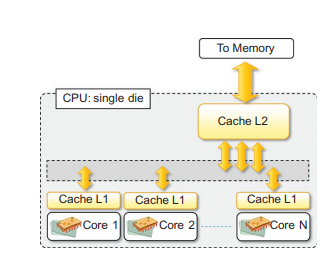 To Memory
CPU: single die
Cache L2
Cache L1
Cache L1
Cache L1
Core 1
Core 2
Core N